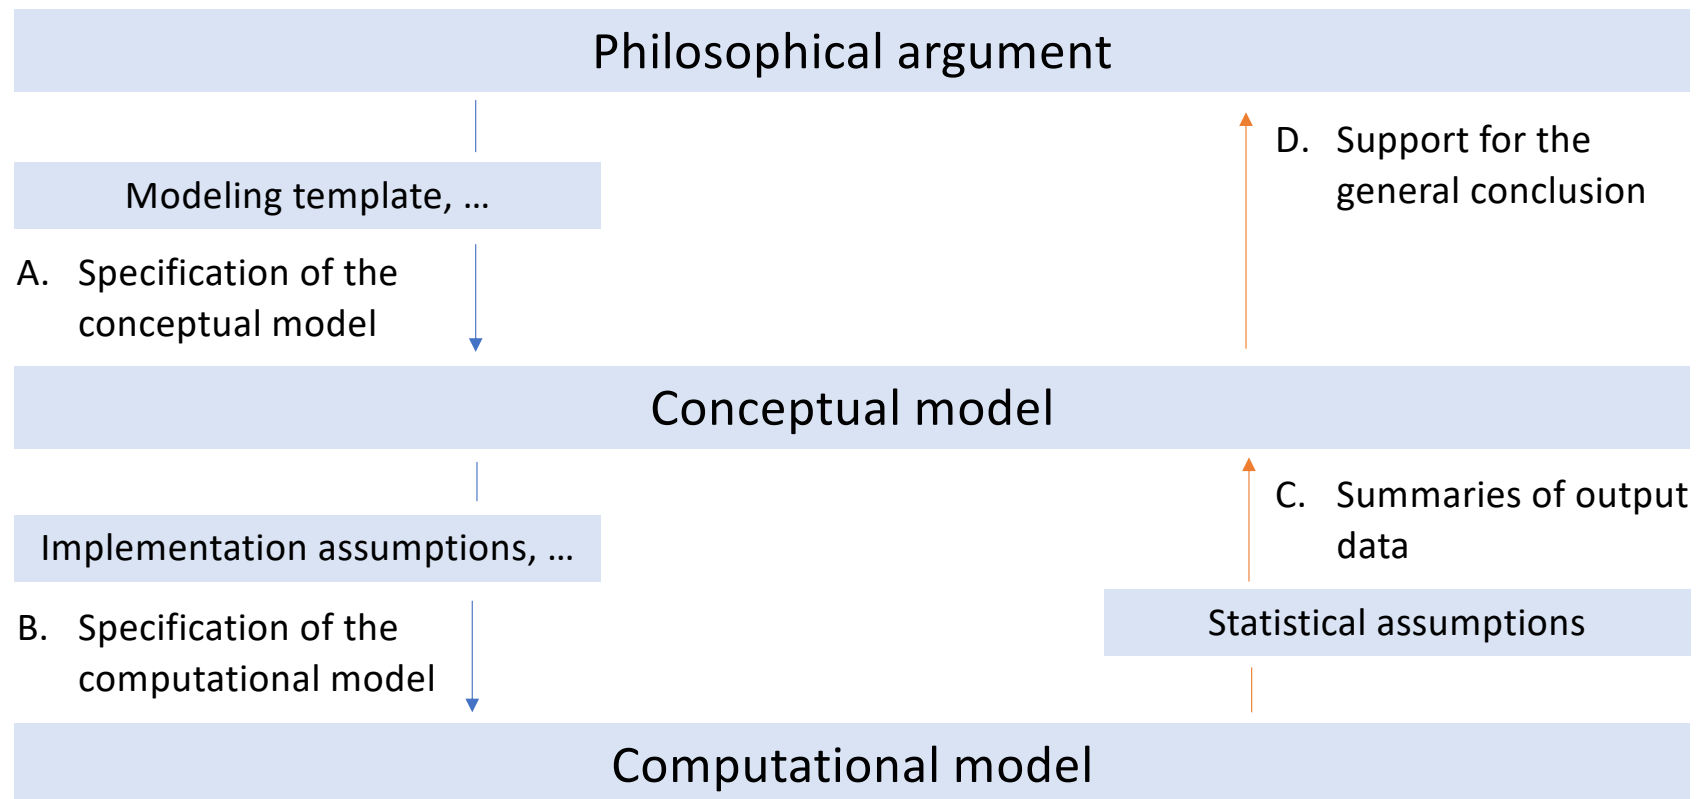 Philosophical argument
Modeling template, …
A. Specification of the
conceptual model
D. Support for the
general conclusion
Conceptual model
Implementation assumptions, …
B. Specification of the
computational model
C. Summaries of output
data
Statistical assumptions
Computational model